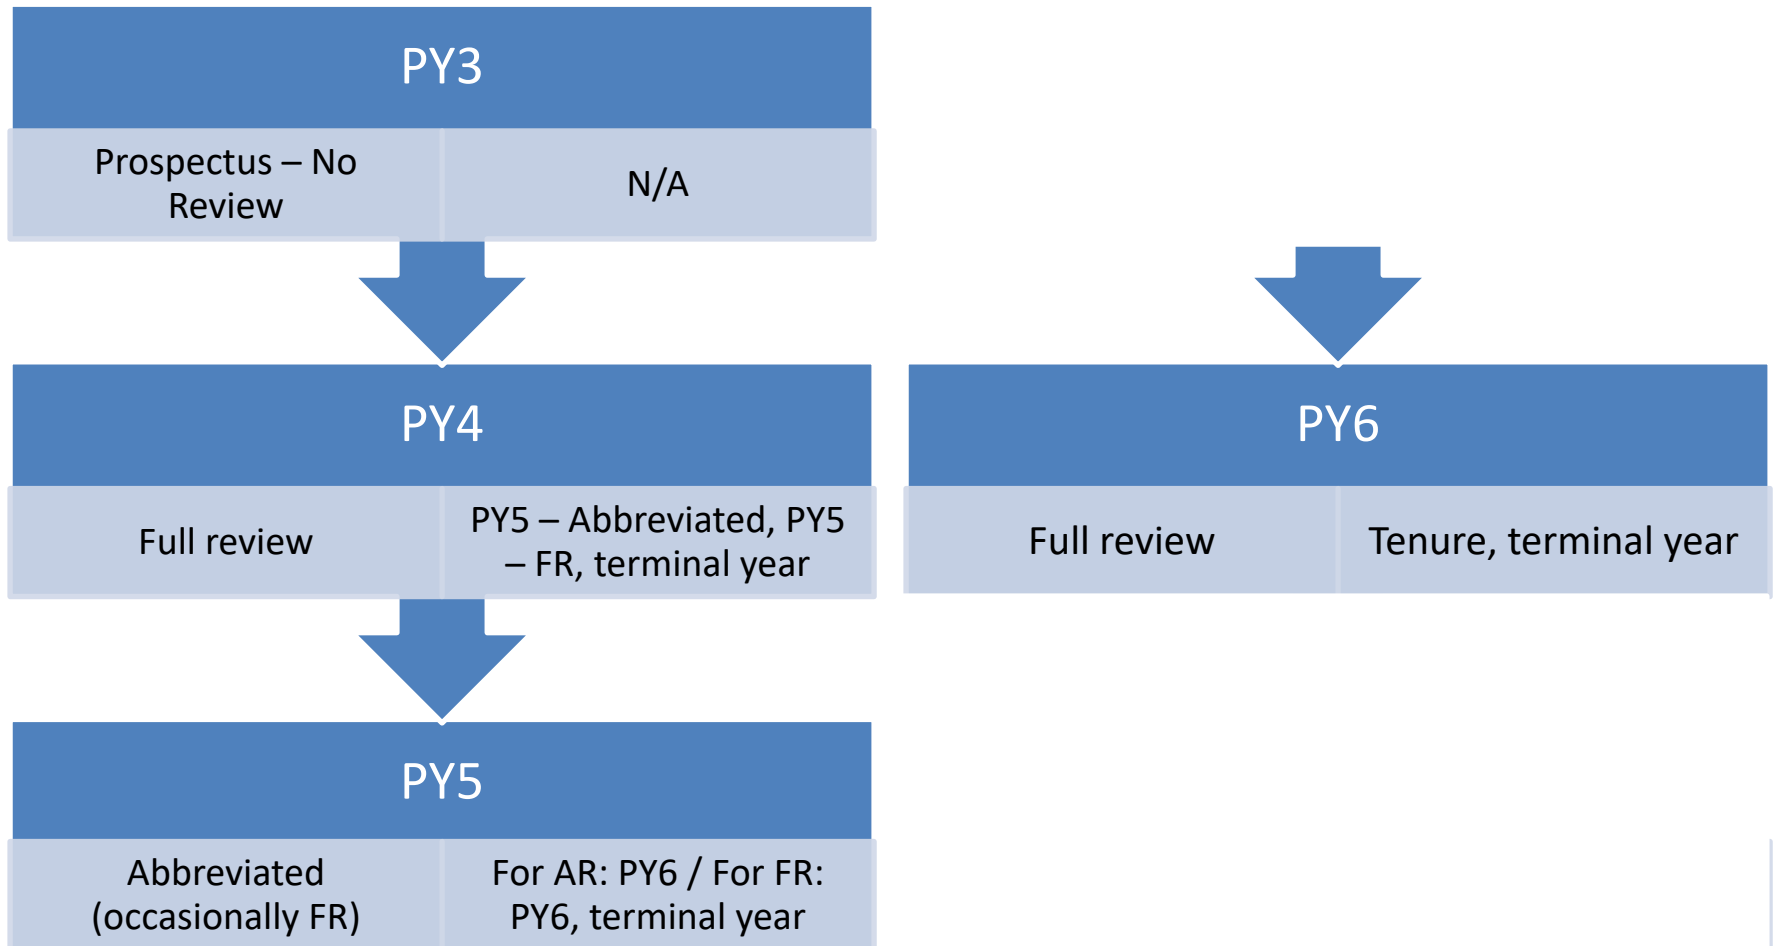 PY3
Prospectus – No
Review
N/A
PY4
Full review
PY5 – Abbreviated, PY5
– FR, terminal year
PY5
Abbreviated
(occasionally FR)
For AR: PY6 / For FR:
PY6, terminal year
PY6
Full review
Tenure, terminal year